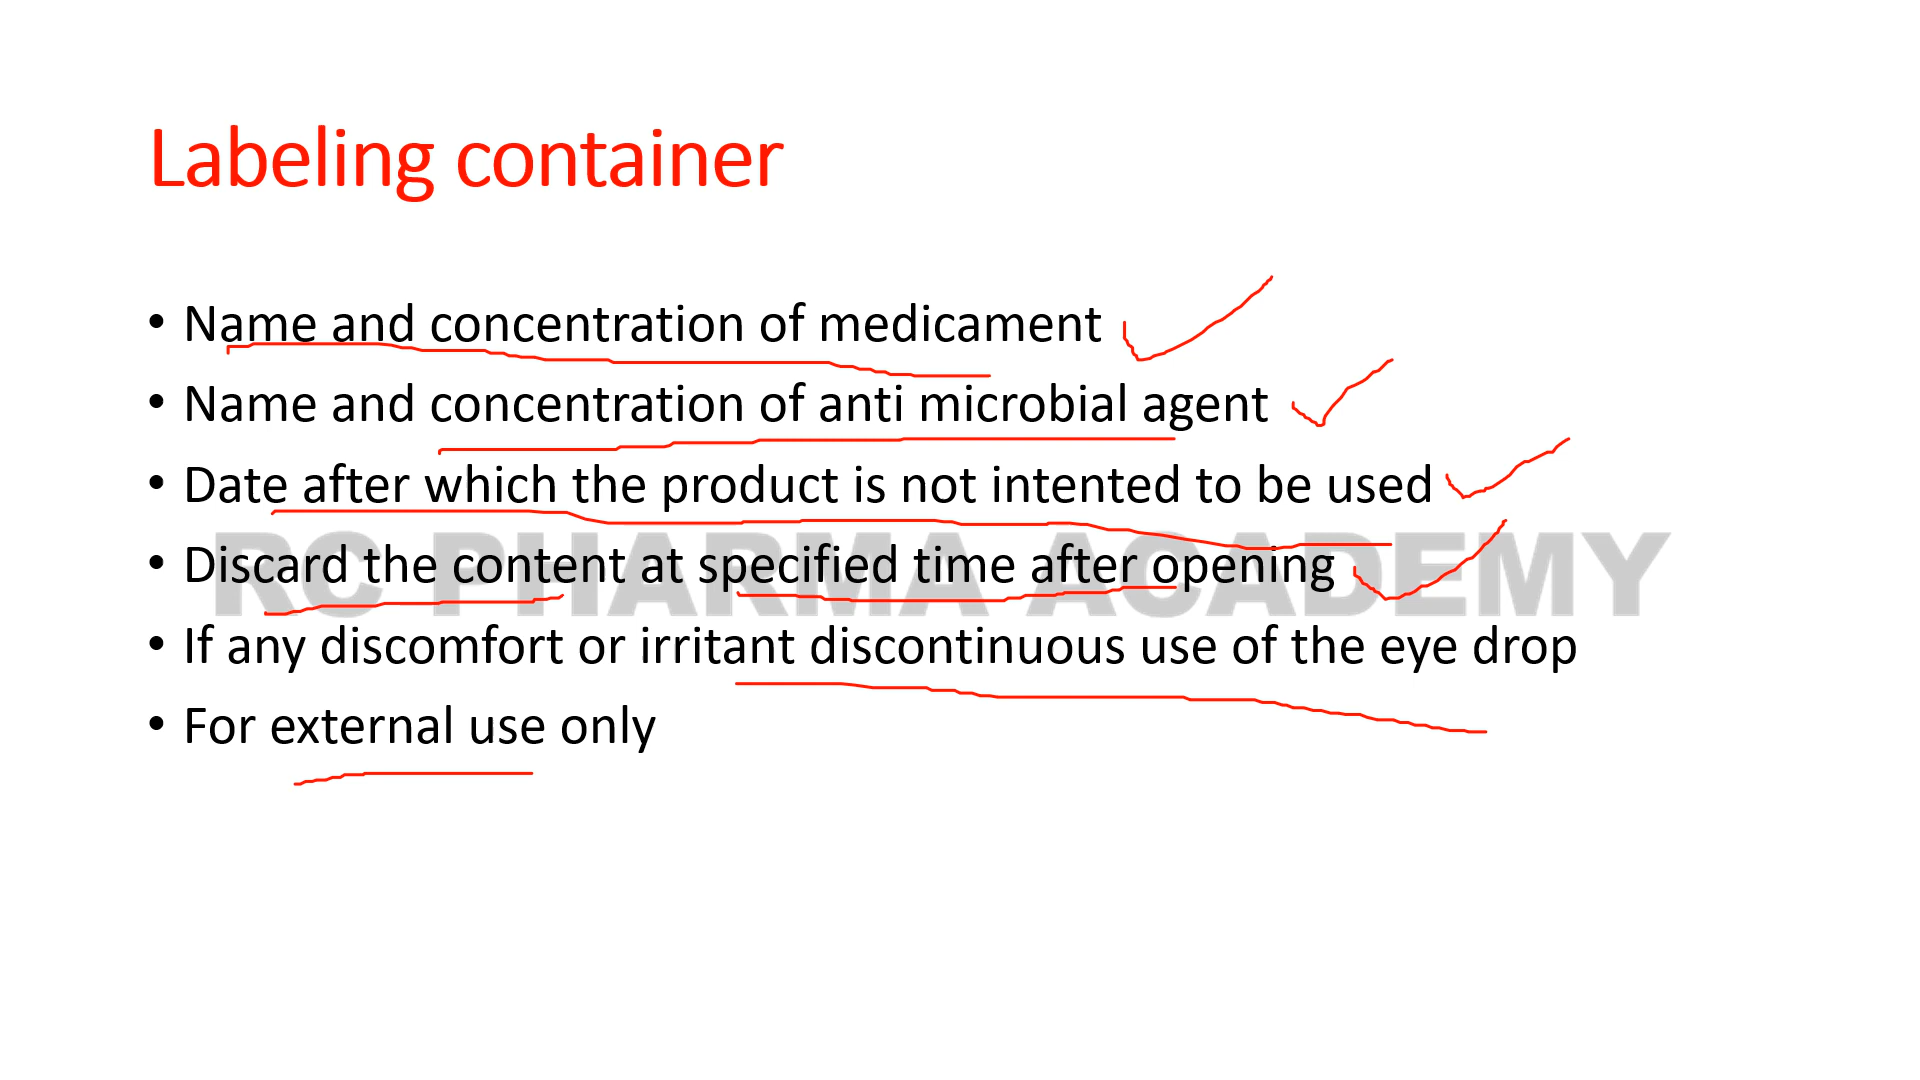 Labeling container
• Name and concentration of medicament
• Name and concentration of anti microbial agent
• Date after which the product is not intented to be used
RC PHARMA ACADEMY
• Discard the content at specified time after opening
• If any discomfort or irritant discontinuous use of the eye drop
• For external use only